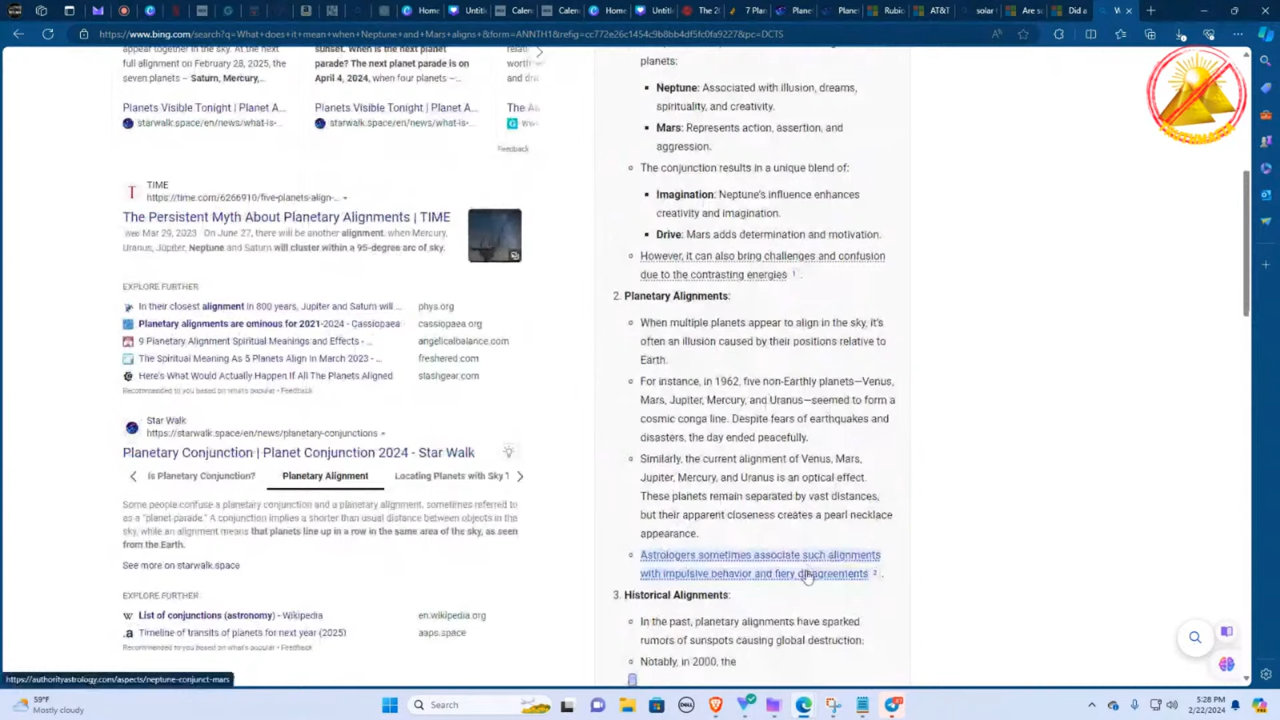 Home
Untitl
Calen
Calen
Home
Untitl
The 2
7 Plan
Plane
Plane
Rubic
AT&T
solar
Are s
Did a
W
https://www.bing.com/search?q=What+does+it+mean+when+Neptune+and+Mars+aligns+&form=ANNTH1&refig=cc772e26c1454c9b8bb4df5fc0fa9227&pc=DCTS
appear together in the sky. At the
full alignment on February 28, 2025, the
seven planets – Saturn, Mercury,...
Planets Visible Tonight | Planet A...
starwalk.space/en/news/what-is-...
sunset. When is the next planet
parade? The next planet parade is on
April 4, 2024, when four planets –...
Planets Visible Tonight | Planet A...
starwalk.space/en/news/what-is-...
relati
worth
and d
The A
Feedback
TIME
https://time.com/6266910/five-planets-align-...
The Persistent Myth About Planetary Alignments | TIME
Mar 29, 2023 On June 27, there will be another alignment, when Mercury,
Uranus, Jupiter, Neptune and Saturn will cluster within a 95-degree arc of sky.
EXPLORE FURTHER
In their closest alignment in 800 years, Jupiter and Saturn will ... phys.org
Planetary alignments are ominous for 2021-2024 - Cassiopaea cassiopaea.org
9 Planetary Alignment Spiritual Meanings and Effects - ... angelicalbalance.com
The Spiritual Meaning As 5 Planets Align In March 2023 - ... freshered.com
Here's What Would Actually Happen If All The Planets Aligned slashgear.com
Recommended to you based on what's popular • Feedback
Star Walk
https://starwalk.space/en/news/planetary-conjunctions
Planetary Conjunction | Planet Conjunction 2024 - Star Walk
Is Planetary Conjunction? Planetary Alignment Locating Planets with Sky T
Some people confuse a planetary conjunction and a planetary alignment, sometimes referred to
as a "planet parade." A conjunction implies a shorter than usual distance between objects in the
sky, while an alignment means that planets line up in a row in the same area of the sky, as seen
from the Earth.
See more on starwalk.space
EXPLORE FURTHER
List of conjunctions (astronomy) - Wikipedia en.wikipedia.org
Timeline of transits of planets for next year (2025) aaps.space
Recommended to you based on what's popular • Feedback
planets:
Neptune: Associated with illusion, dreams,
spirituality, and creativity.
Mars: Represents action, assertion, and
aggression.
The conjunction results in a unique blend of:
Imagination: Neptune's influence enhances
creativity and imagination.
Drive: Mars adds determination and motivation.
However, it can also bring challenges and confusion
due to the contrasting energies 1.
2. Planetary Alignments:
When multiple planets appear to align in the sky, it's
often an illusion caused by their positions relative to
Earth.
For instance, in 1962, five non-Earthly planets—Venus,
Mars, Jupiter, Mercury, and Uranus—seemed to form a
cosmic conga line. Despite fears of earthquakes and
disasters, the day ended peacefully.
Similarly, the current alignment of Venus, Mars,
Jupiter, Mercury, and Uranus is an optical effect.
These planets remain separated by vast distances,
but their apparent closeness creates a pearl necklace
appearance.
Astrologers sometimes associate such alignments
with impulsive behavior and fiery disagreements 2.
3. Historical Alignments:
In the past, planetary alignments have sparked
rumors of sunspots causing global destruction.
Notably, in 2000, the
https://authorityastrology.com/aspects/neptune-conjunct-mars
59°F
Mostly cloudy
Search
5:28 PM
2/22/2024